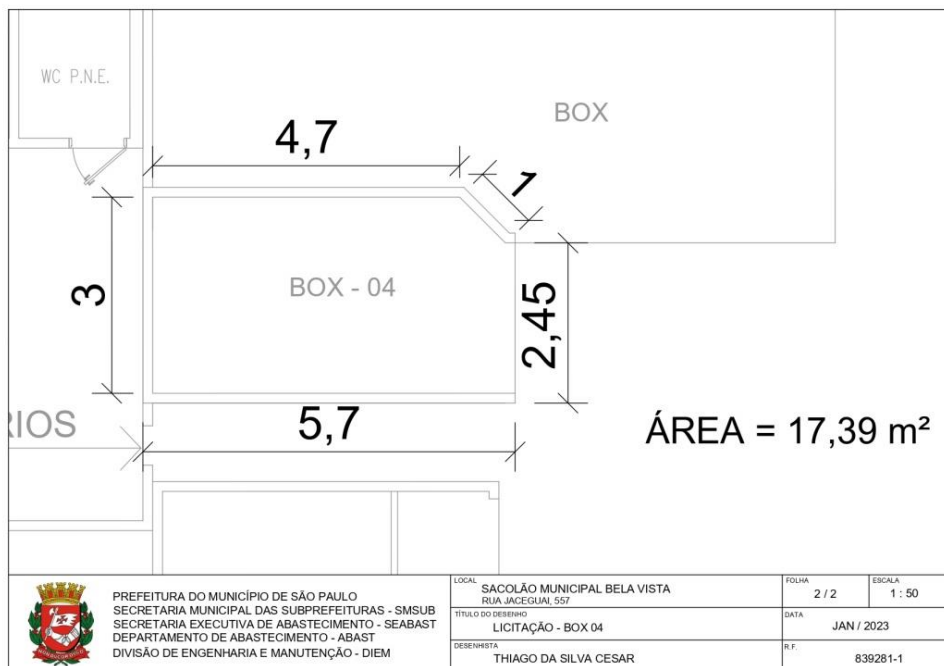 WC P.N.E.
BOX
4,7
1
3
BOX - 04
2,45
RIOS
5,7
ÁREA = 17,39 m²
PREFEITURA DO MUNICÍPIO DE SÃO PAULO
SECRETARIA MUNICIPAL DAS SUBPREFEITURAS - SMSUB
SECRETARIA EXECUTIVA DE ABASTECIMENTO - SEABAST
DEPARTAMENTO DE ABASTECIMENTO - ABAST
DIVISÃO DE ENGENHARIA E MANUTENÇÃO - DIEM
LOCAL
SACOLÃO MUNICIPAL BELA VISTA
RUA JACEGUAI, 557
FOLHA
2 / 2
ESCALA
1 : 50
TÍTULO DO DESENHO
LICITAÇÃO - BOX 04
DATA
JAN / 2023
DESENHISTA
THIAGO DA SILVA CESAR
R.F.
839281-1